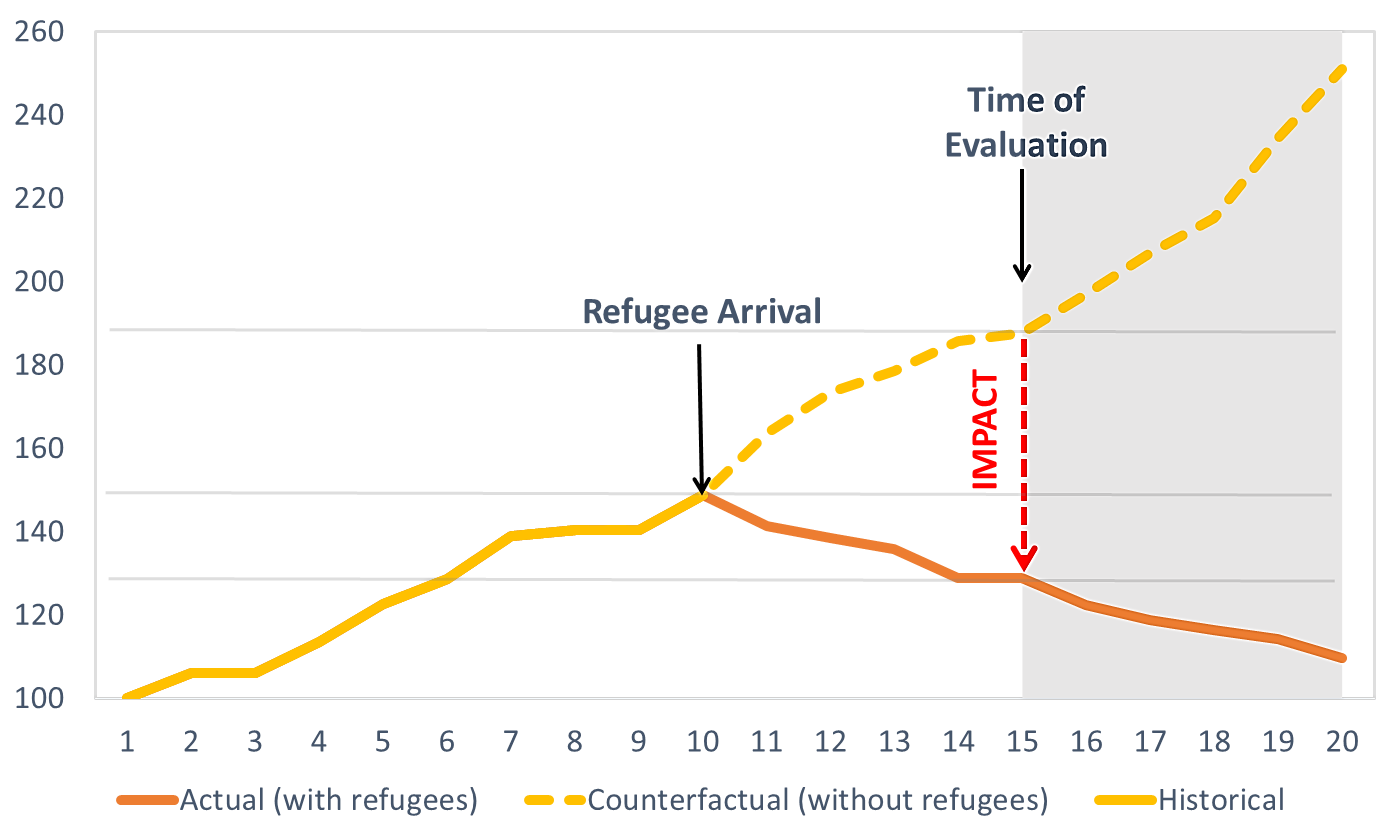 260
240
220
200
180
160
140
120
100
Time of
Evaluation
Refugee Arrival
IMPACT
1 2 3 4 5 6 7 8 9 10 11 12 13 14 15 16 17 18 19 20
Actual (with refugees) Counterfactual (without refugees) Historical